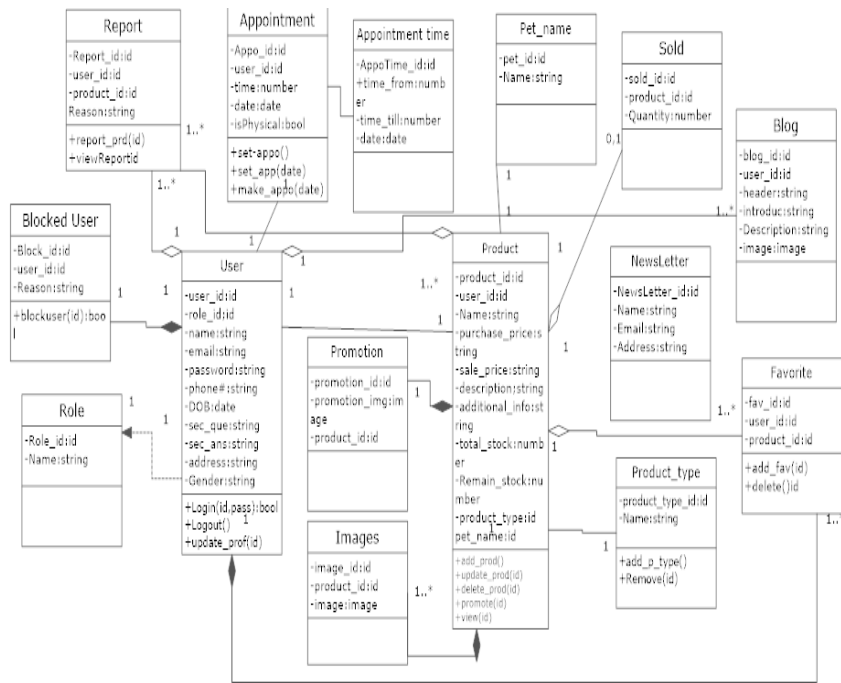 Report
-Report_id:id
-user_id:id
-product_id:id
Reason:string
+report_prd(id)
+viewReportid
1..*
1..*
Appointment
-Appo_id:id
-user_id:id
-time:number
-date:date
-isPhysical:bool
+set-appo()
+set_app(date)
+make_appo(date)
1
1
Appointment time
-AppoTime_id:id
+time_from:numb
er
-time_till:number
-date:date
Pet_name
-pet_id:id
-Name:string
1
1
Sold
-sold_id:id
-product_id:id
-Quantity:number
0,1
1
1
Blog
-blog_id:id
-user_id:id
-header:string
-introduc:string
-Description:string
-image:image
1..*
1
Blocked User
-Block_id:id
-user_id:id
-Reason:string
+blockuser(id):boo
l
1
1
User
-user_id:id
-role_id:id
-name:string
-email:string
-password:string
-phone#:string
-DOB:date
-sec_que:string
-sec_ans:string
-address:string
-Gender:string
+Login(id,pass):bool
+Logout()
+update_prof(id)
1
1
1
Role
-Role_id:id
-Name:string
1
1
Promotion
-promotion_id:id
-promotion_img:im
age
-product_id:id
1
Images
-image_id:id
-product_id:id
-image:image
1..*
Product
-product_id:id
-user_id:id
-Name:string
-purchase_price:s
tring
-sale_price:string
-description:string
-additional_info:st
ring
-total_stock:numb
er
-Remain_stock:nu
mber
-product_type:id
pet_name:id
+add_prod()
+update_prod(id)
+delete_prod(id)
+promote(id)
+view(id)
1..*
1
1
1
NewsLetter
-NewsLetter_id:id
-Name:string
-Email:string
-Address:string
Product_type
-product_type_id:id
-Name:string
+add_p_type()
+Remove(id)
1
Favorite
-fav_id:id
-user_id:id
-product_id:id
+add_fav(id)
+delete()id
1..*